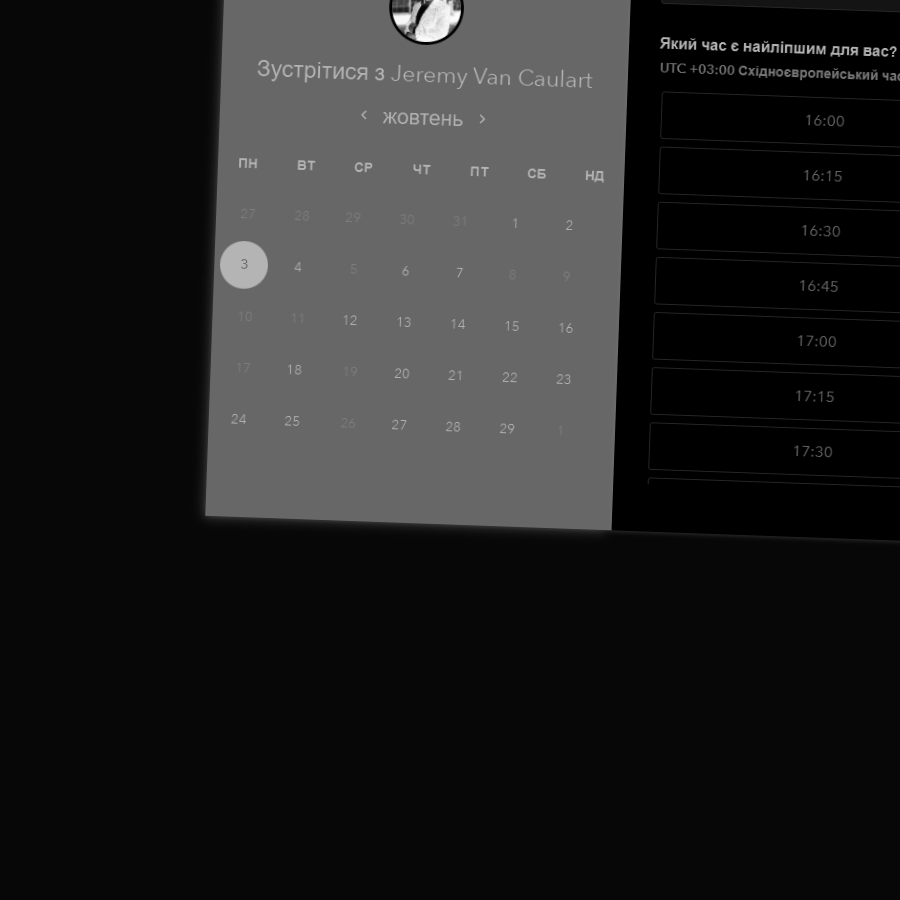 Зустрітися з Jeremy Van Caulart
жовтень
ПН ВТ СР ЧТ ПТ СБ НД
27 28 29 30 31 1 2
3 4 5 6 7 8 9
10 11 12 13 14 15 16
17 18 19 20 21 22 23
24 25 26 27 28 29 1
Який час є найліпшим для вас?
UTC +03:00 Східноєвропейський час
16:00
16:15
16:30
16:45
17:00
17:15
17:30